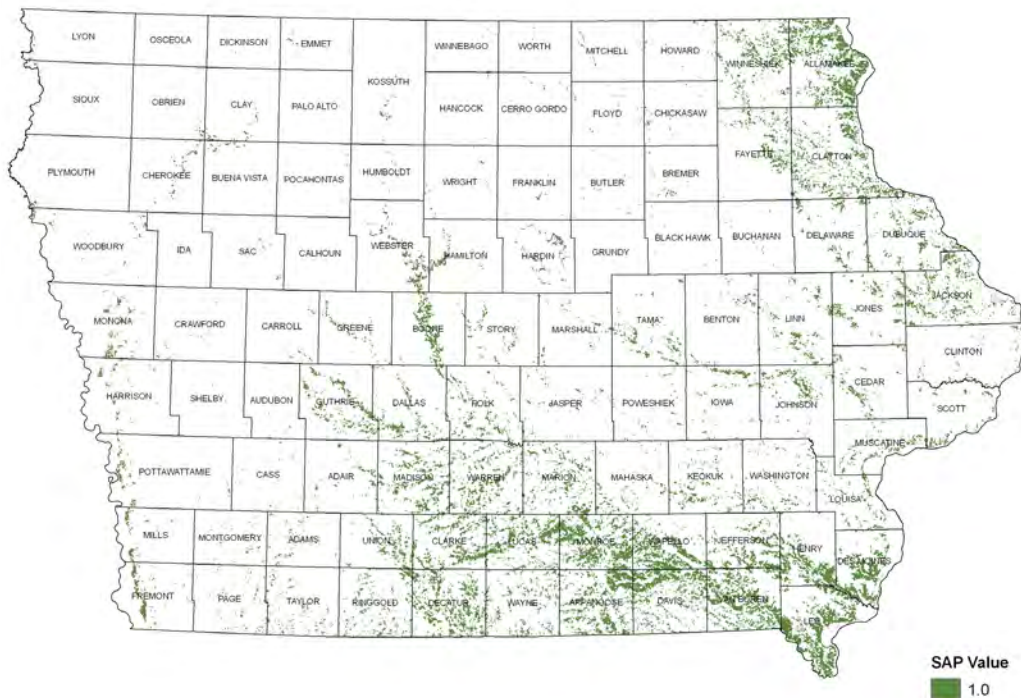 LYON
OSCEOLA
DICKINSON
EMMET
KOSSUTH
WINNEBAGO
WORTH
MITCHELL
HOWARD
WINNESHIEK
ALLAMAKEE
SIOUX
OBRIEN
CLAY
PALO ALTO
HANCOCK
CERRO GORDO
FLOYD
CHICKASAW
PLYMOUTH
CHEROKEE
BUENA VISTA
POCAHONTAS
HUMBOLDT
WRIGHT
FRANKLIN
BUTLER
BREMER
FAYETTE
CLAYTON
WOODBURY
IDA
SAC
CALHOUN
WEBSTER
HAMILTON
HARDIN
GRUNDY
BLACK HAWK
BUCHANAN
DELAWARE
DUBUQUE
MONONA
CRAWFORD
CARROLL
GREENE
BOONE
STORY
MARSHALL
TAMA
BENTON
LINN
JONES
JACKSON
CLINTON
HARRISON
SHELBY
AUDUBON
GUTHRIE
DALLAS
POLK
JASPER
POWESHIEK
IOWA
JOHNSON
CEDAR
SCOTT
MUSCATINE
POTTAWATTAMIE
CASS
ADAIR
MADISON
WARREN
MARION
MAHASKA
KEOKUK
WASHINGTON
LOUISA
MILLS
MONTGOMERY
ADAMS
UNION
CLARKE
LUCAS
MONROE
WAPELLO
JEFFERSON
HENRY
DES MOINES
FREMONT
PAGE
TAYLOR
RINGGOLD
DECATUR
WAYNE
APPANOOSE
DAVIS
VAN BUREN
LEE
SAP Value
1.0